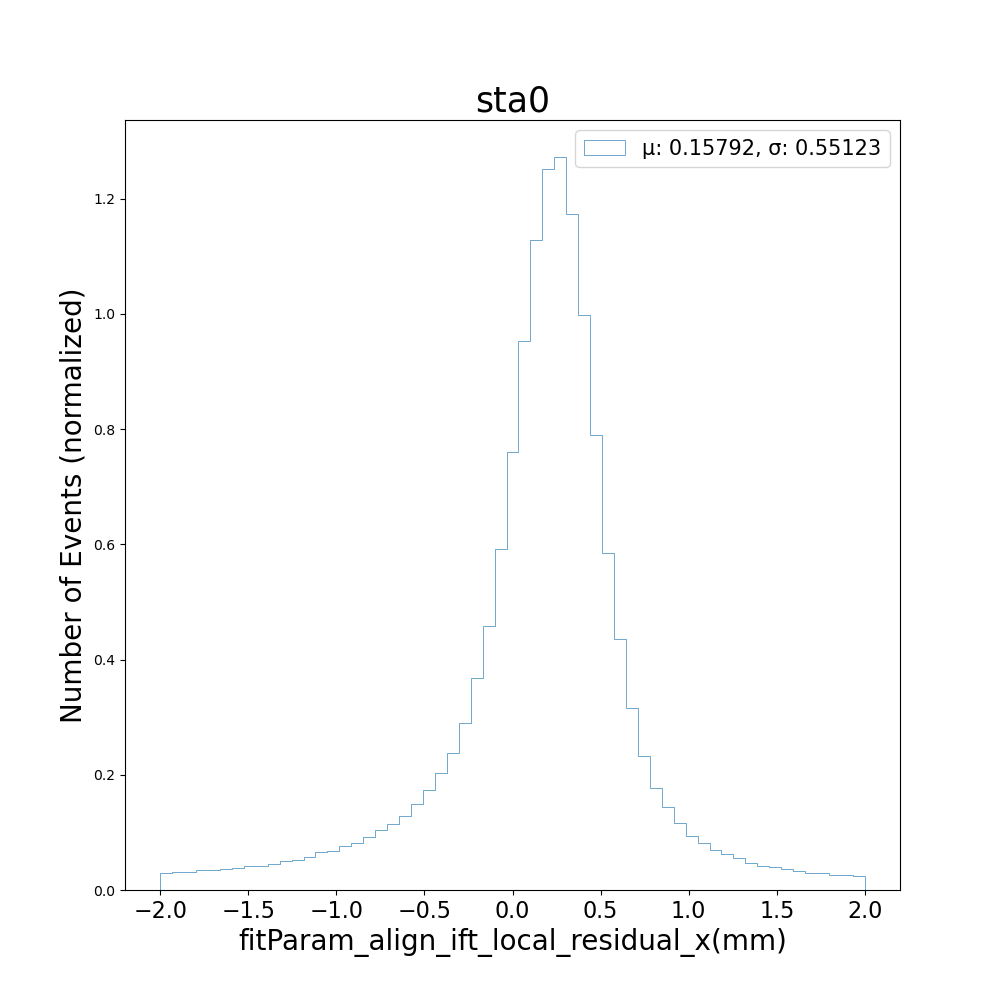 sta0
μ: 0.15792, σ: 0.55123
Number of Events (normalized)
1.2
1.0
0.8
0.6
0.4
0.2
0.0
−2.0 −1.5 −1.0 −0.5 0.0 0.5 1.0 1.5 2.0
fitParam_align_ift_local_residual_x(mm)